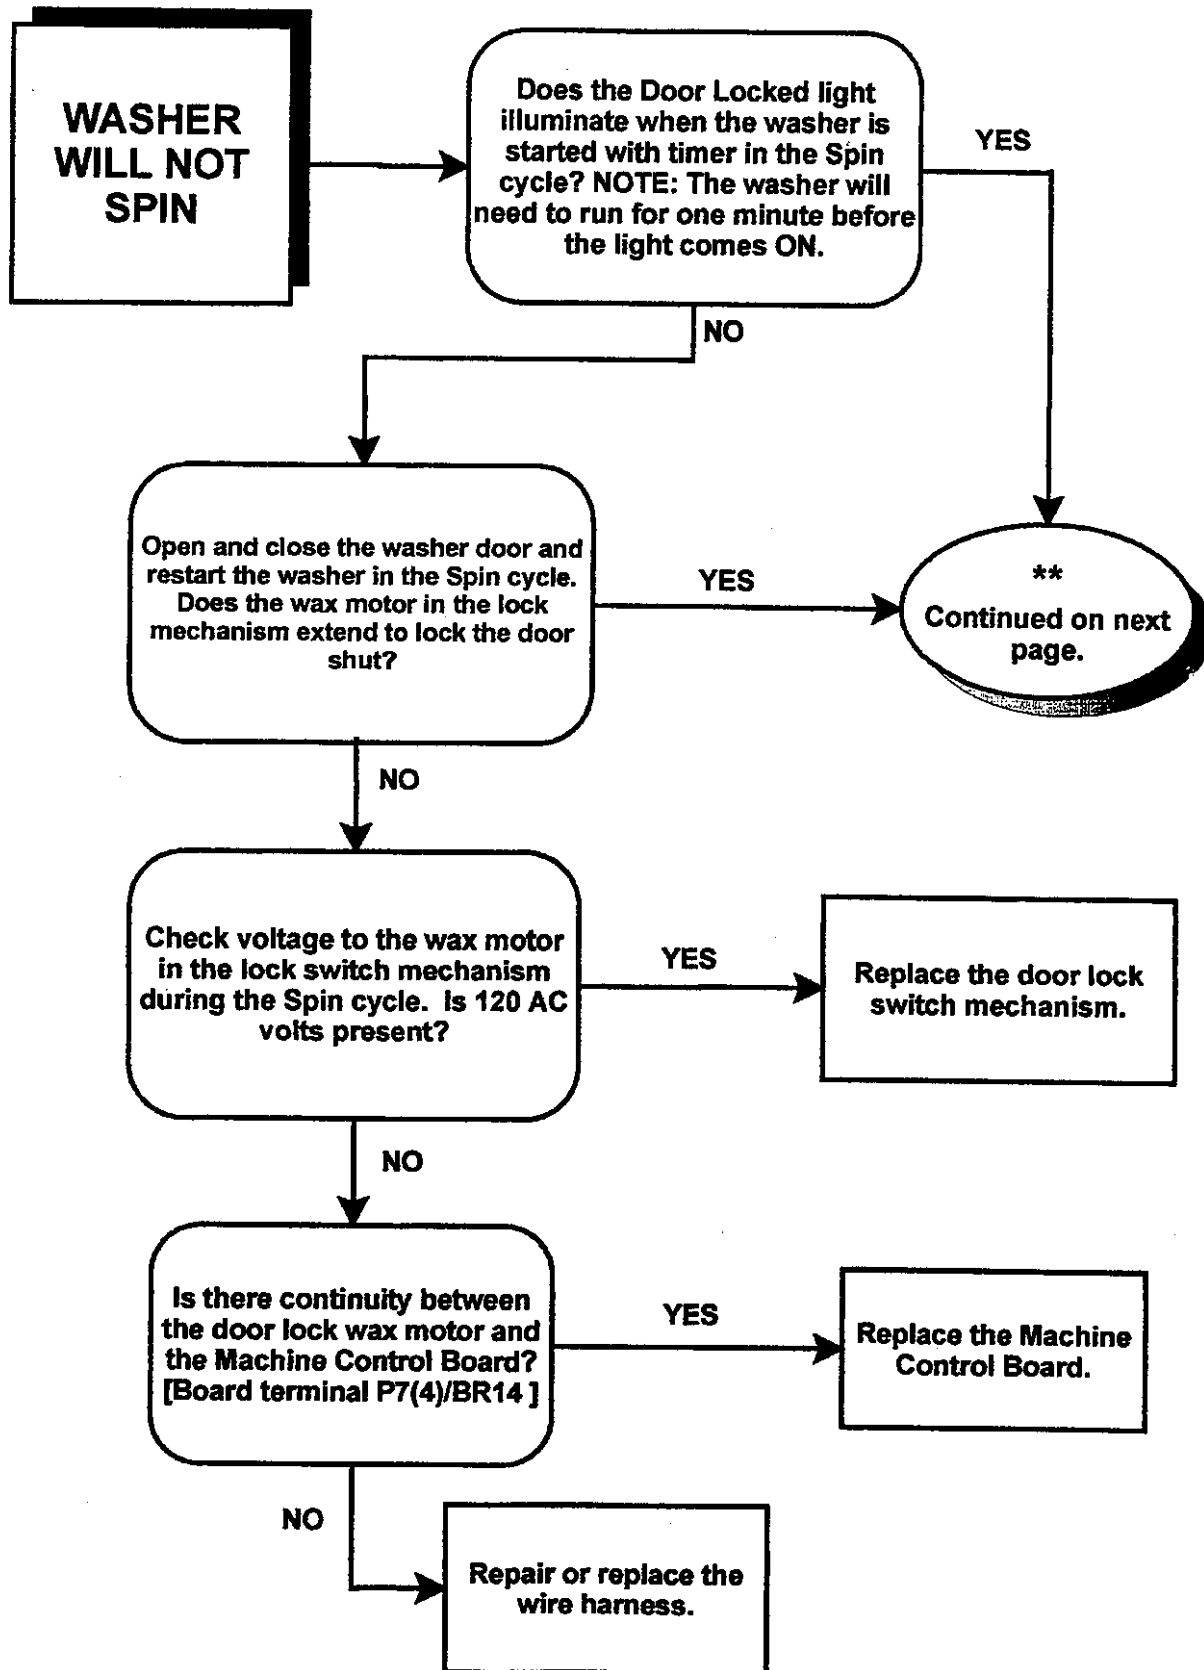 WASHER
WILL NOT
SPIN
Does the Door Locked light
illuminate when the washer is
started with timer in the Spin
cycle? NOTE: The washer will
need to run for one minute before
the light comes ON.
YES
NO
Open and close the washer door and
restart the washer in the Spin cycle.
Does the wax motor in the lock
mechanism extend to lock the door
shut?
YES
**
Continued on next
page.
NO
Check voltage to the wax motor
in the lock switch mechanism
during the Spin cycle. Is 120 AC
volts present?
YES
Replace the door lock
switch mechanism.
NO
Is there continuity between
the door lock wax motor and
the Machine Control Board?
[Board terminal P7(4)/BR14 ]
YES
Replace the Machine
Control Board.
NO
Repair or replace the
wire harness.